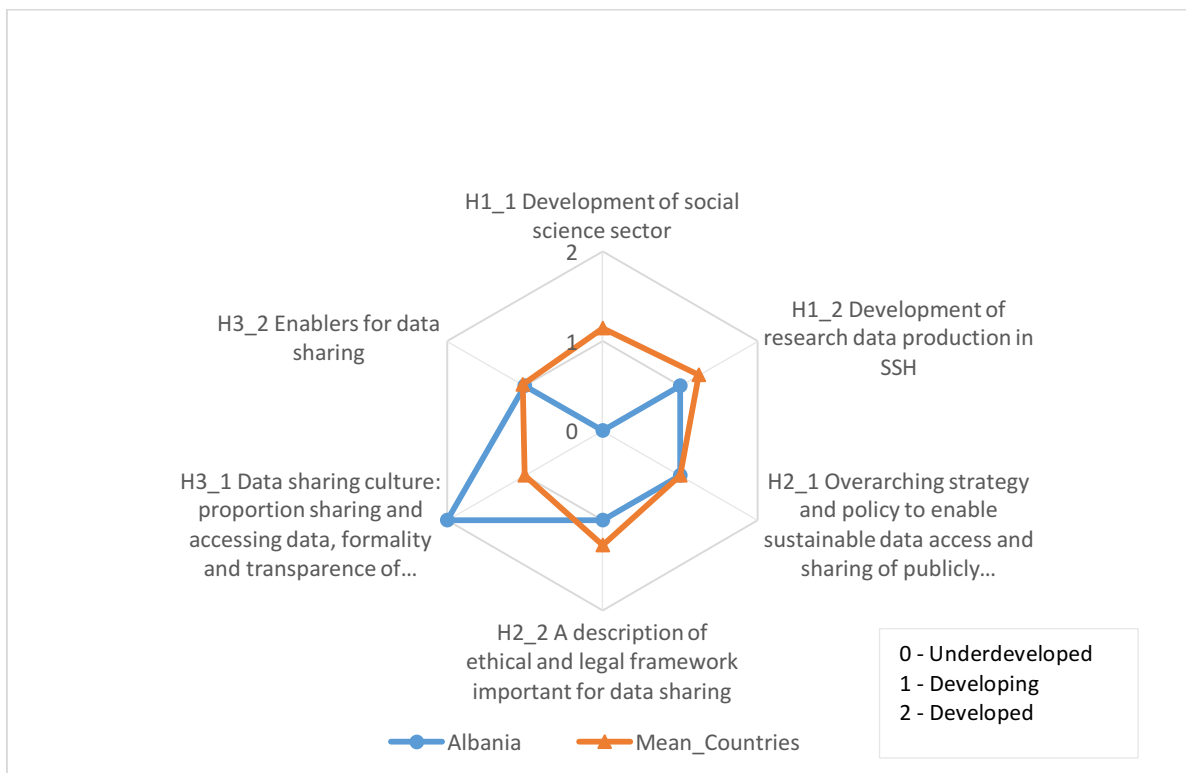 H1_1 Development of social
science sector
2
H1_2 Development of
research data production in
SSH
H3_2 Enablers for data
sharing
1
0
H2_1 Overarching strategy
and policy to enable
sustainable data access and
sharing of publicly...
H3_1 Data sharing culture:
proportion sharing and
accessing data, formality
and transparence of...
H2_2 A description of
ethical and legal framework
important for data sharing
0 - Underdeveloped
1 - Developing
2 - Developed
Albania
Mean_Countries